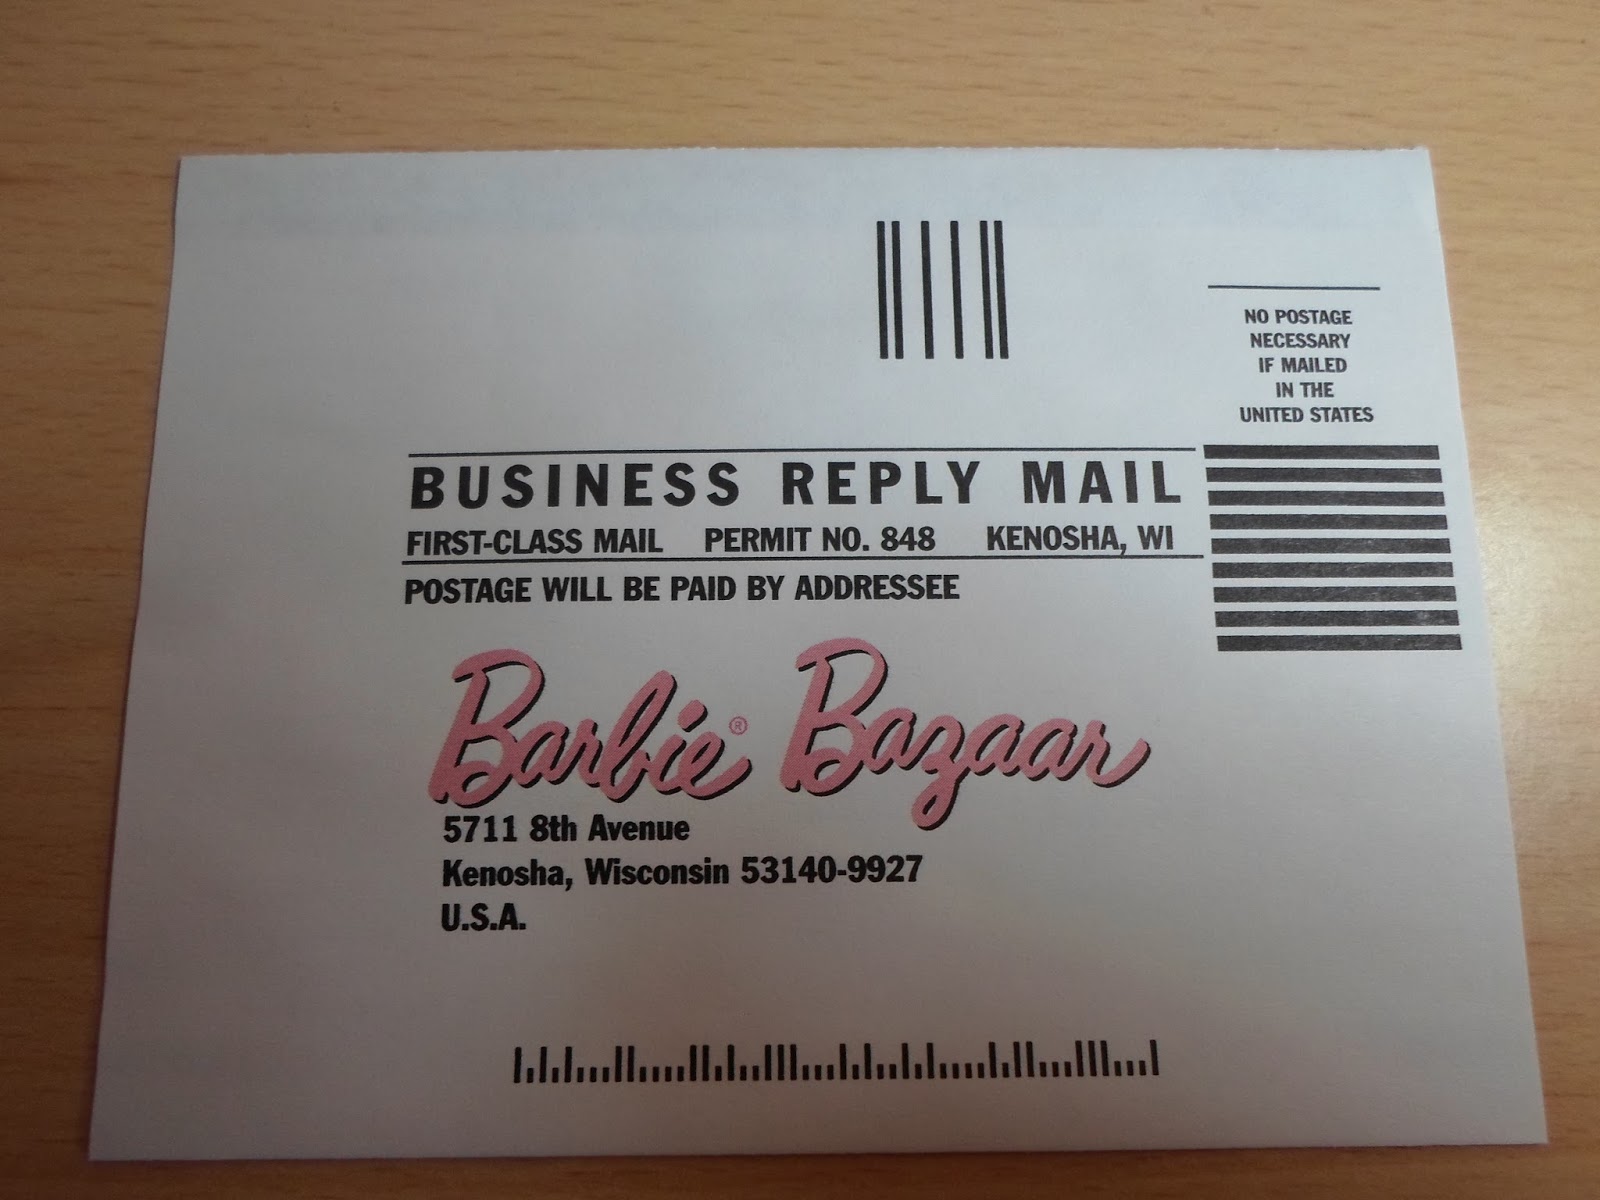 NO POSTAGE
NECESSARY
IF MAILED
IN THE
UNITED STATES
BUSINESS REPLY MAIL
FIRST-CLASS MAIL PERMIT NO. 848 KENOSHA, WI
POSTAGE WILL BE PAID BY ADDRESSEE
Barbie® Bazaar
5711 8th Avenue
Kenosha, Wisconsin 53140-9927
U.S.A.